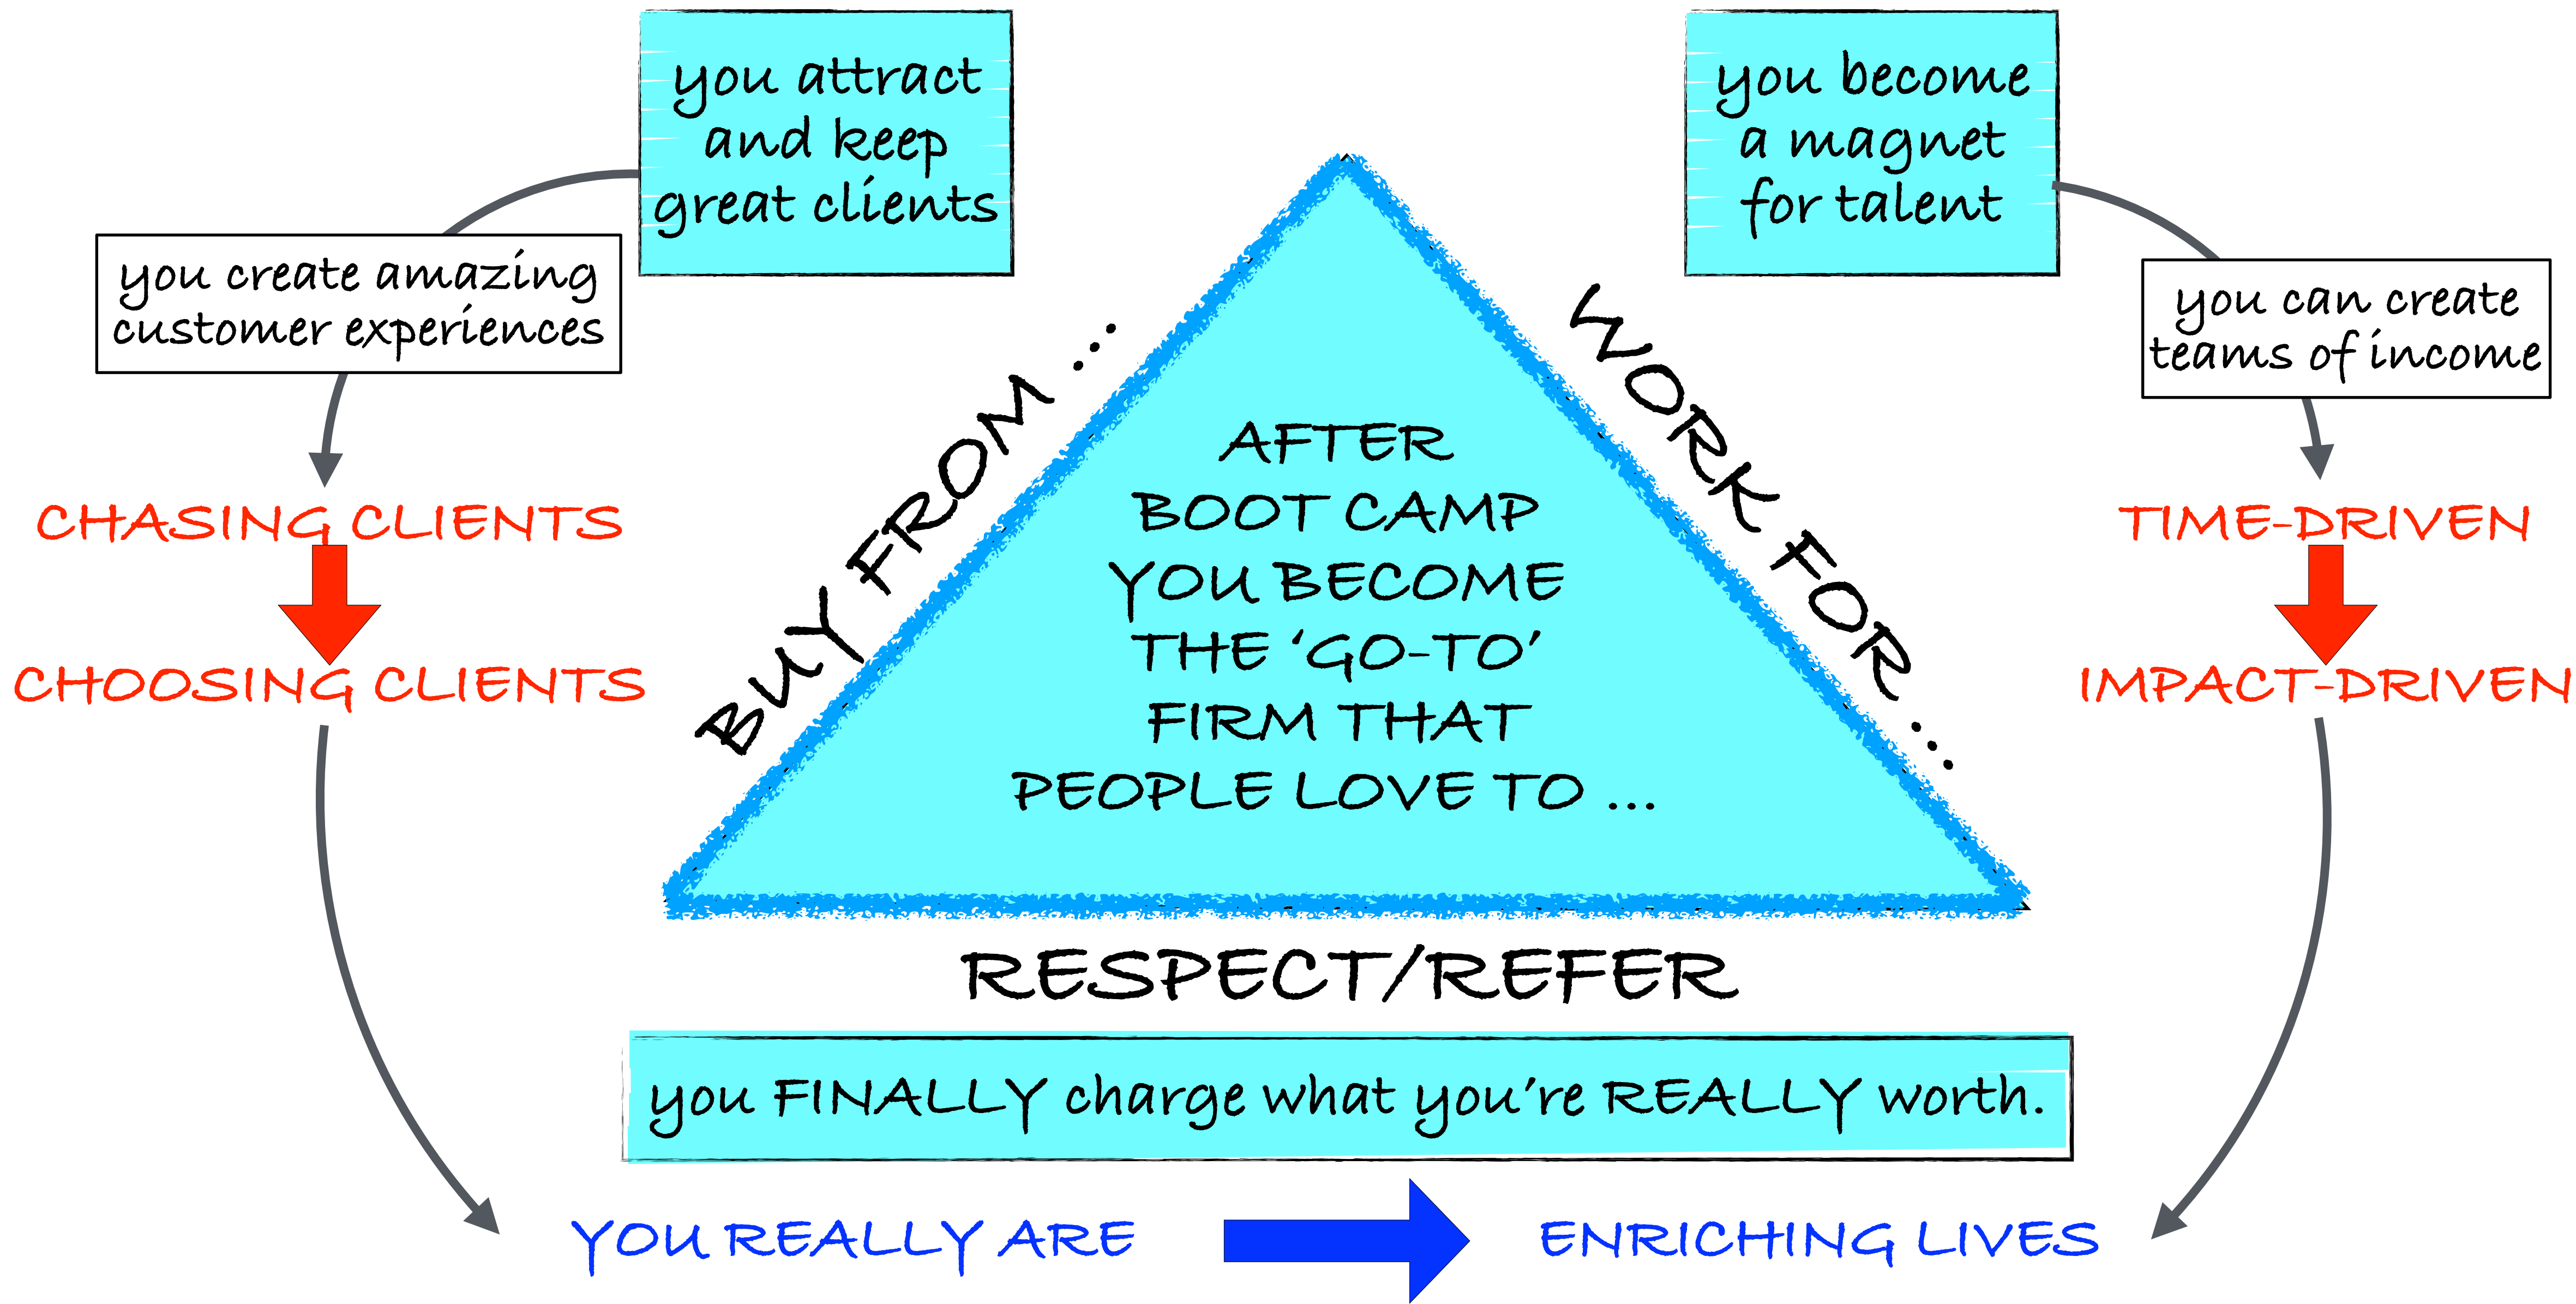 you attract
and keep
great clients
you become
a magnet
for talent
you create amazing
customer experiences
you can create
teams of income
BUY FROM ...
WORK FOR ...
AFTER
BOOT CAMP
YOU BECOME
THE ‘GO-TO’
FIRM THAT
PEOPLE LOVE TO ...
CHASING CLIENTS
CHOOSING CLIENTS
TIME-DRIVEN
IMPACT-DRIVEN
RESPECT/REFER
you FINALLY charge what you’re REALLY worth.
YOU REALLY ARE
ENRICHING LIVES